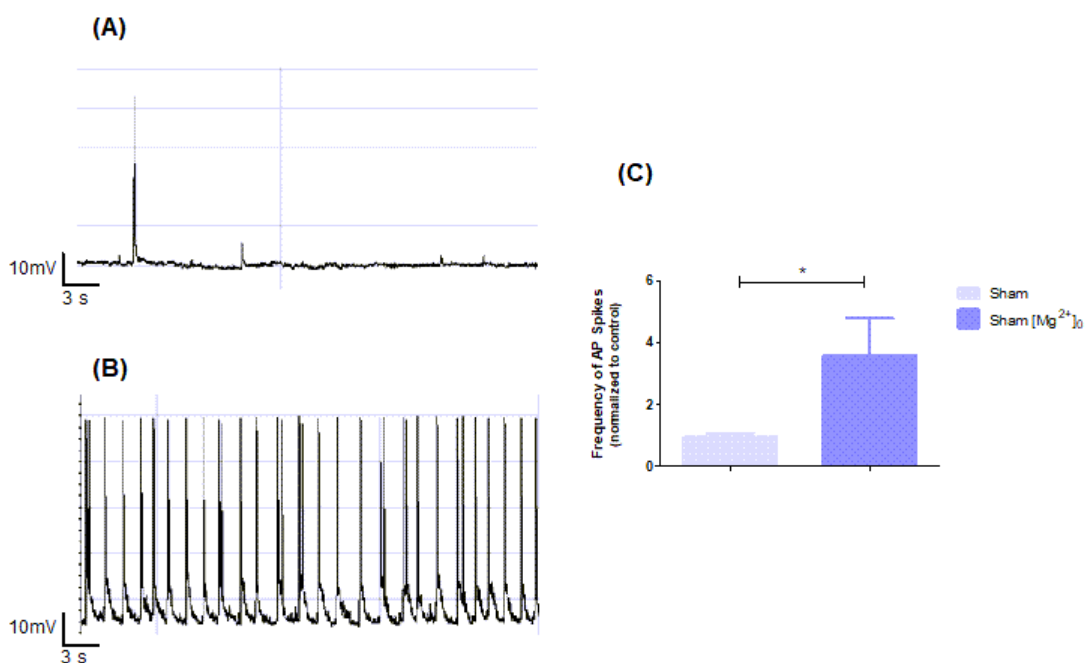 (A)
10mV
3 s
(B)
10mV
3 s
(C)
*
6
4
2
0
Frequency of AP Spikes
(normalized to control)
Sham
Sham [Mg²⁺]₀